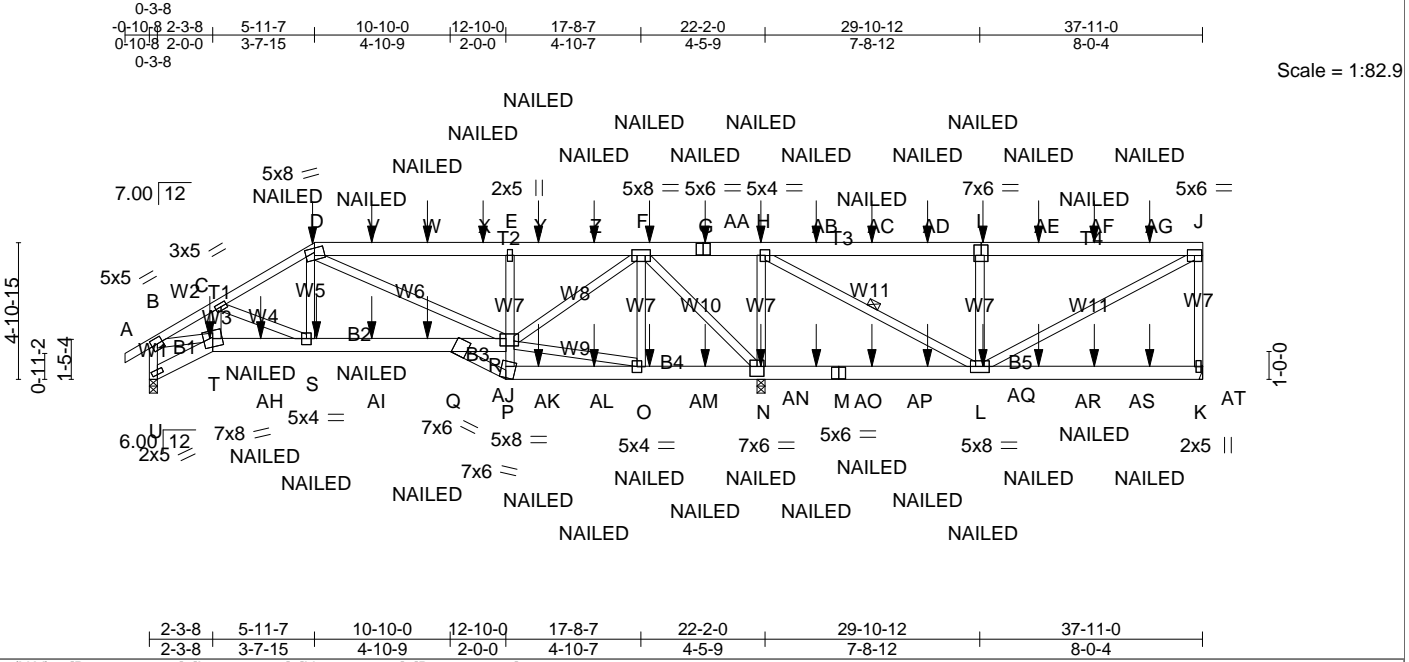 0-3-8
-0-10-8 2-3-8 5-11-7 10-10-0 12-10-0 17-8-7 22-2-0 29-10-12 37-11-0
0-10-8 2-0-0 3-7-15 4-10-9 2-0-0 4-10-7 4-5-9 7-8-12 8-0-4
0-3-8
Scale = 1:82.9
NAILED
NAILED NAILED NAILED
NAILED
NAILED NAILED NAILED NAILED NAILED NAILED
NAILED
5x8
7.00 12
2x5 5x8 5x6 5x4 7x6 5x6
NAILED NAILED NAILED NAILED
D V W X E Y Z F G AA H AB AC AD I AE AF AG J
T2 T3 T4
3x5
5x5
4-10-15
B W2 C T1 W5 W6 W7 W8 W7 W10 W7 W11 W7 W11 W7
A W3 W4
W1 B1 B2 B3 R W9 B4 B5
0-11-2
1-5-4
1-0-0
NAILED NAILED
T S
AH AI Q AJ P AK AL O AM N AN M AO AP L AQ AR AS K AT
5x4
U
6.00 12
2x5
7x8 7x6 5x8 5x4 7x6 5x6 5x8 2x5
NAILED
NAILED
7x6 NAILED
NAILED NAILED NAILED NAILED NAILED
NAILED NAILED NAILED
NAILED NAILED
NAILED NAILED
2-3-8 5-11-7 10-10-0 12-10-0 17-8-7 22-2-0 29-10-12 37-11-0
2-3-8 3-7-15 4-10-9 2-0-0 4-10-7 4-5-9 7-8-12 8-0-4